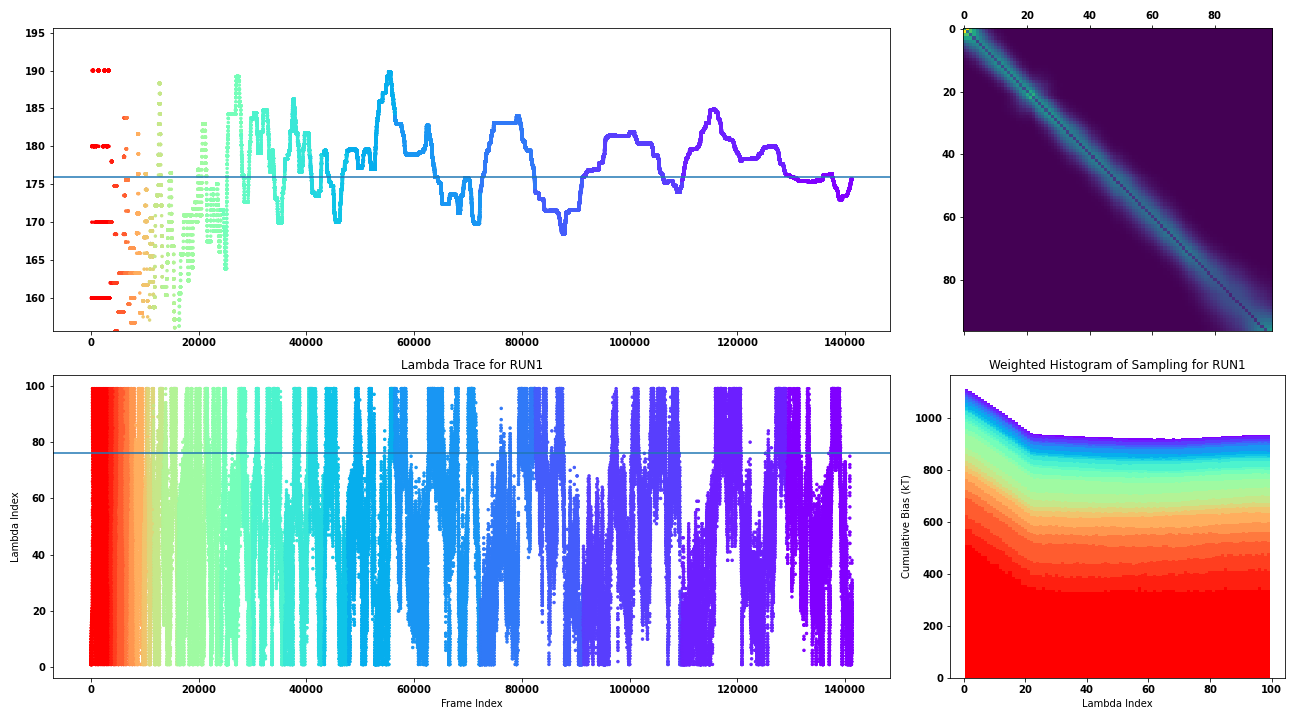 195
190
185
180
175
170
165
160
0 20000 40000 60000 80000 100000 120000 140000
0 20 40 60 80
0
20
40
60
80
Lambda Trace for RUN1
Lambda Index
100
80
60
40
20
0
0 20000 40000 60000 80000 100000 120000 140000
Frame Index
Weighted Histogram of Sampling for RUN1
Cumulative Bias (kT)
1000
800
600
400
200
0
0 20 40 60 80 100
Lambda Index